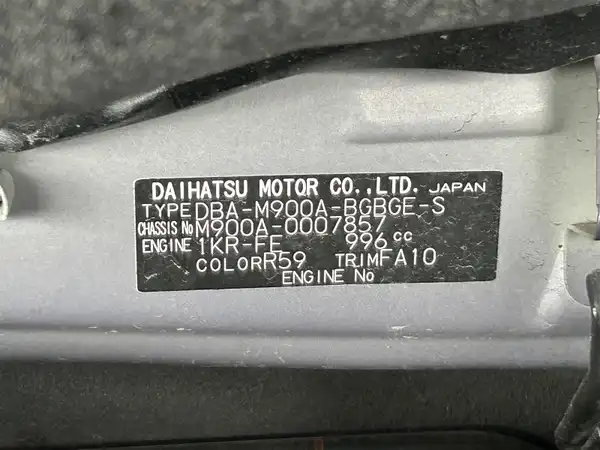 DAIHATSU MOTOR CO.,LTD. JAPAN
TYPE DBA-M900A-BGBGE-S
CHASSIS No M900A-0007857
ENGINE 1KR-FE 996 cc
COLOR R59 TRIM FA10
ENGINE No